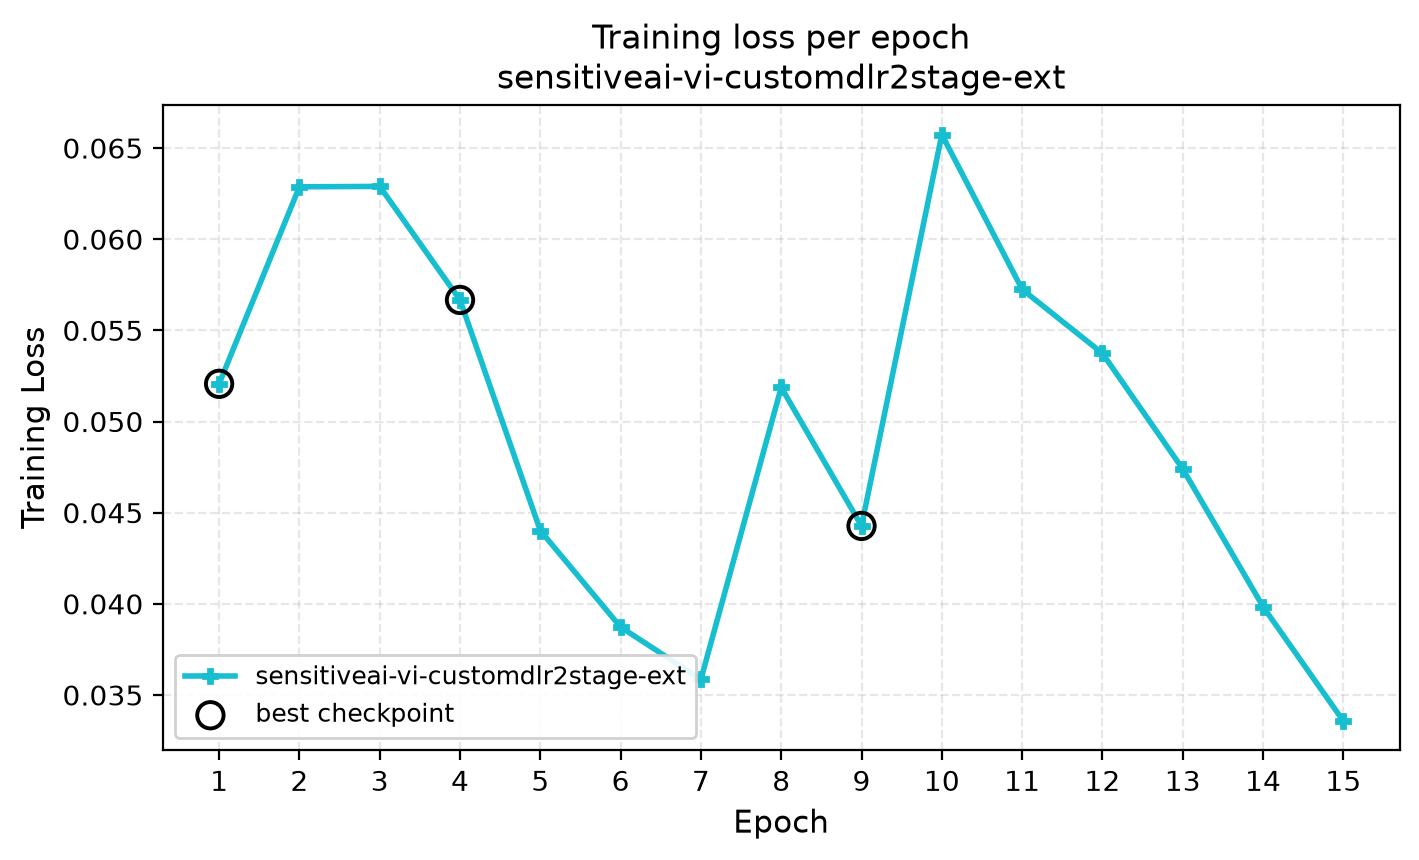 Training loss per epoch
sensitiveai-vi-customdlr2stage-ext
Training Loss
0.065
0.060
0.055
0.050
0.045
0.040
0.035
sensitiveai-vi-customdlr2stage-ext
best checkpoint
1 2 3 4 5 6 7 8 9 10 11 12 13 14 15
Epoch